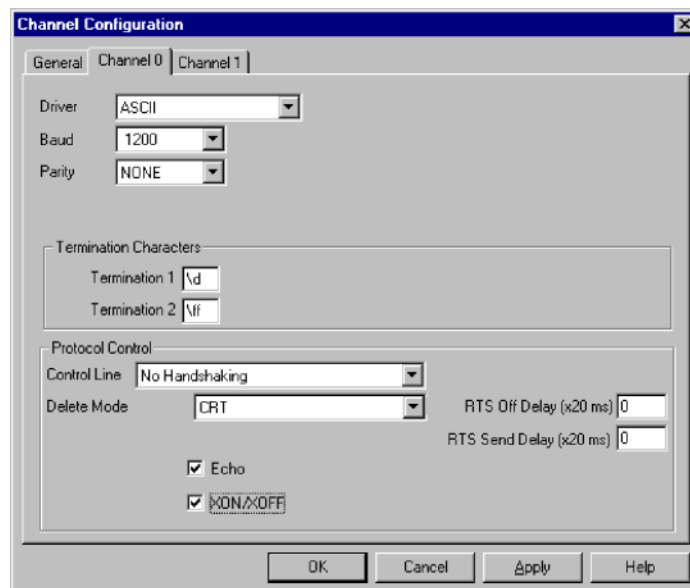 Channel Configuration
General Channel 0 Channel 1
Driver ASCII
Baud 1200
Parity NONE
Termination Characters
Termination 1 \d
Termination 2 \ff
Protocol Control
Control Line No Handshaking
Delete Mode CRT RTS Off Delay (x20 ms) 0
RTS Send Delay (x20 ms) 0
Echo
XON/XOFF
OK Cancel Apply Help